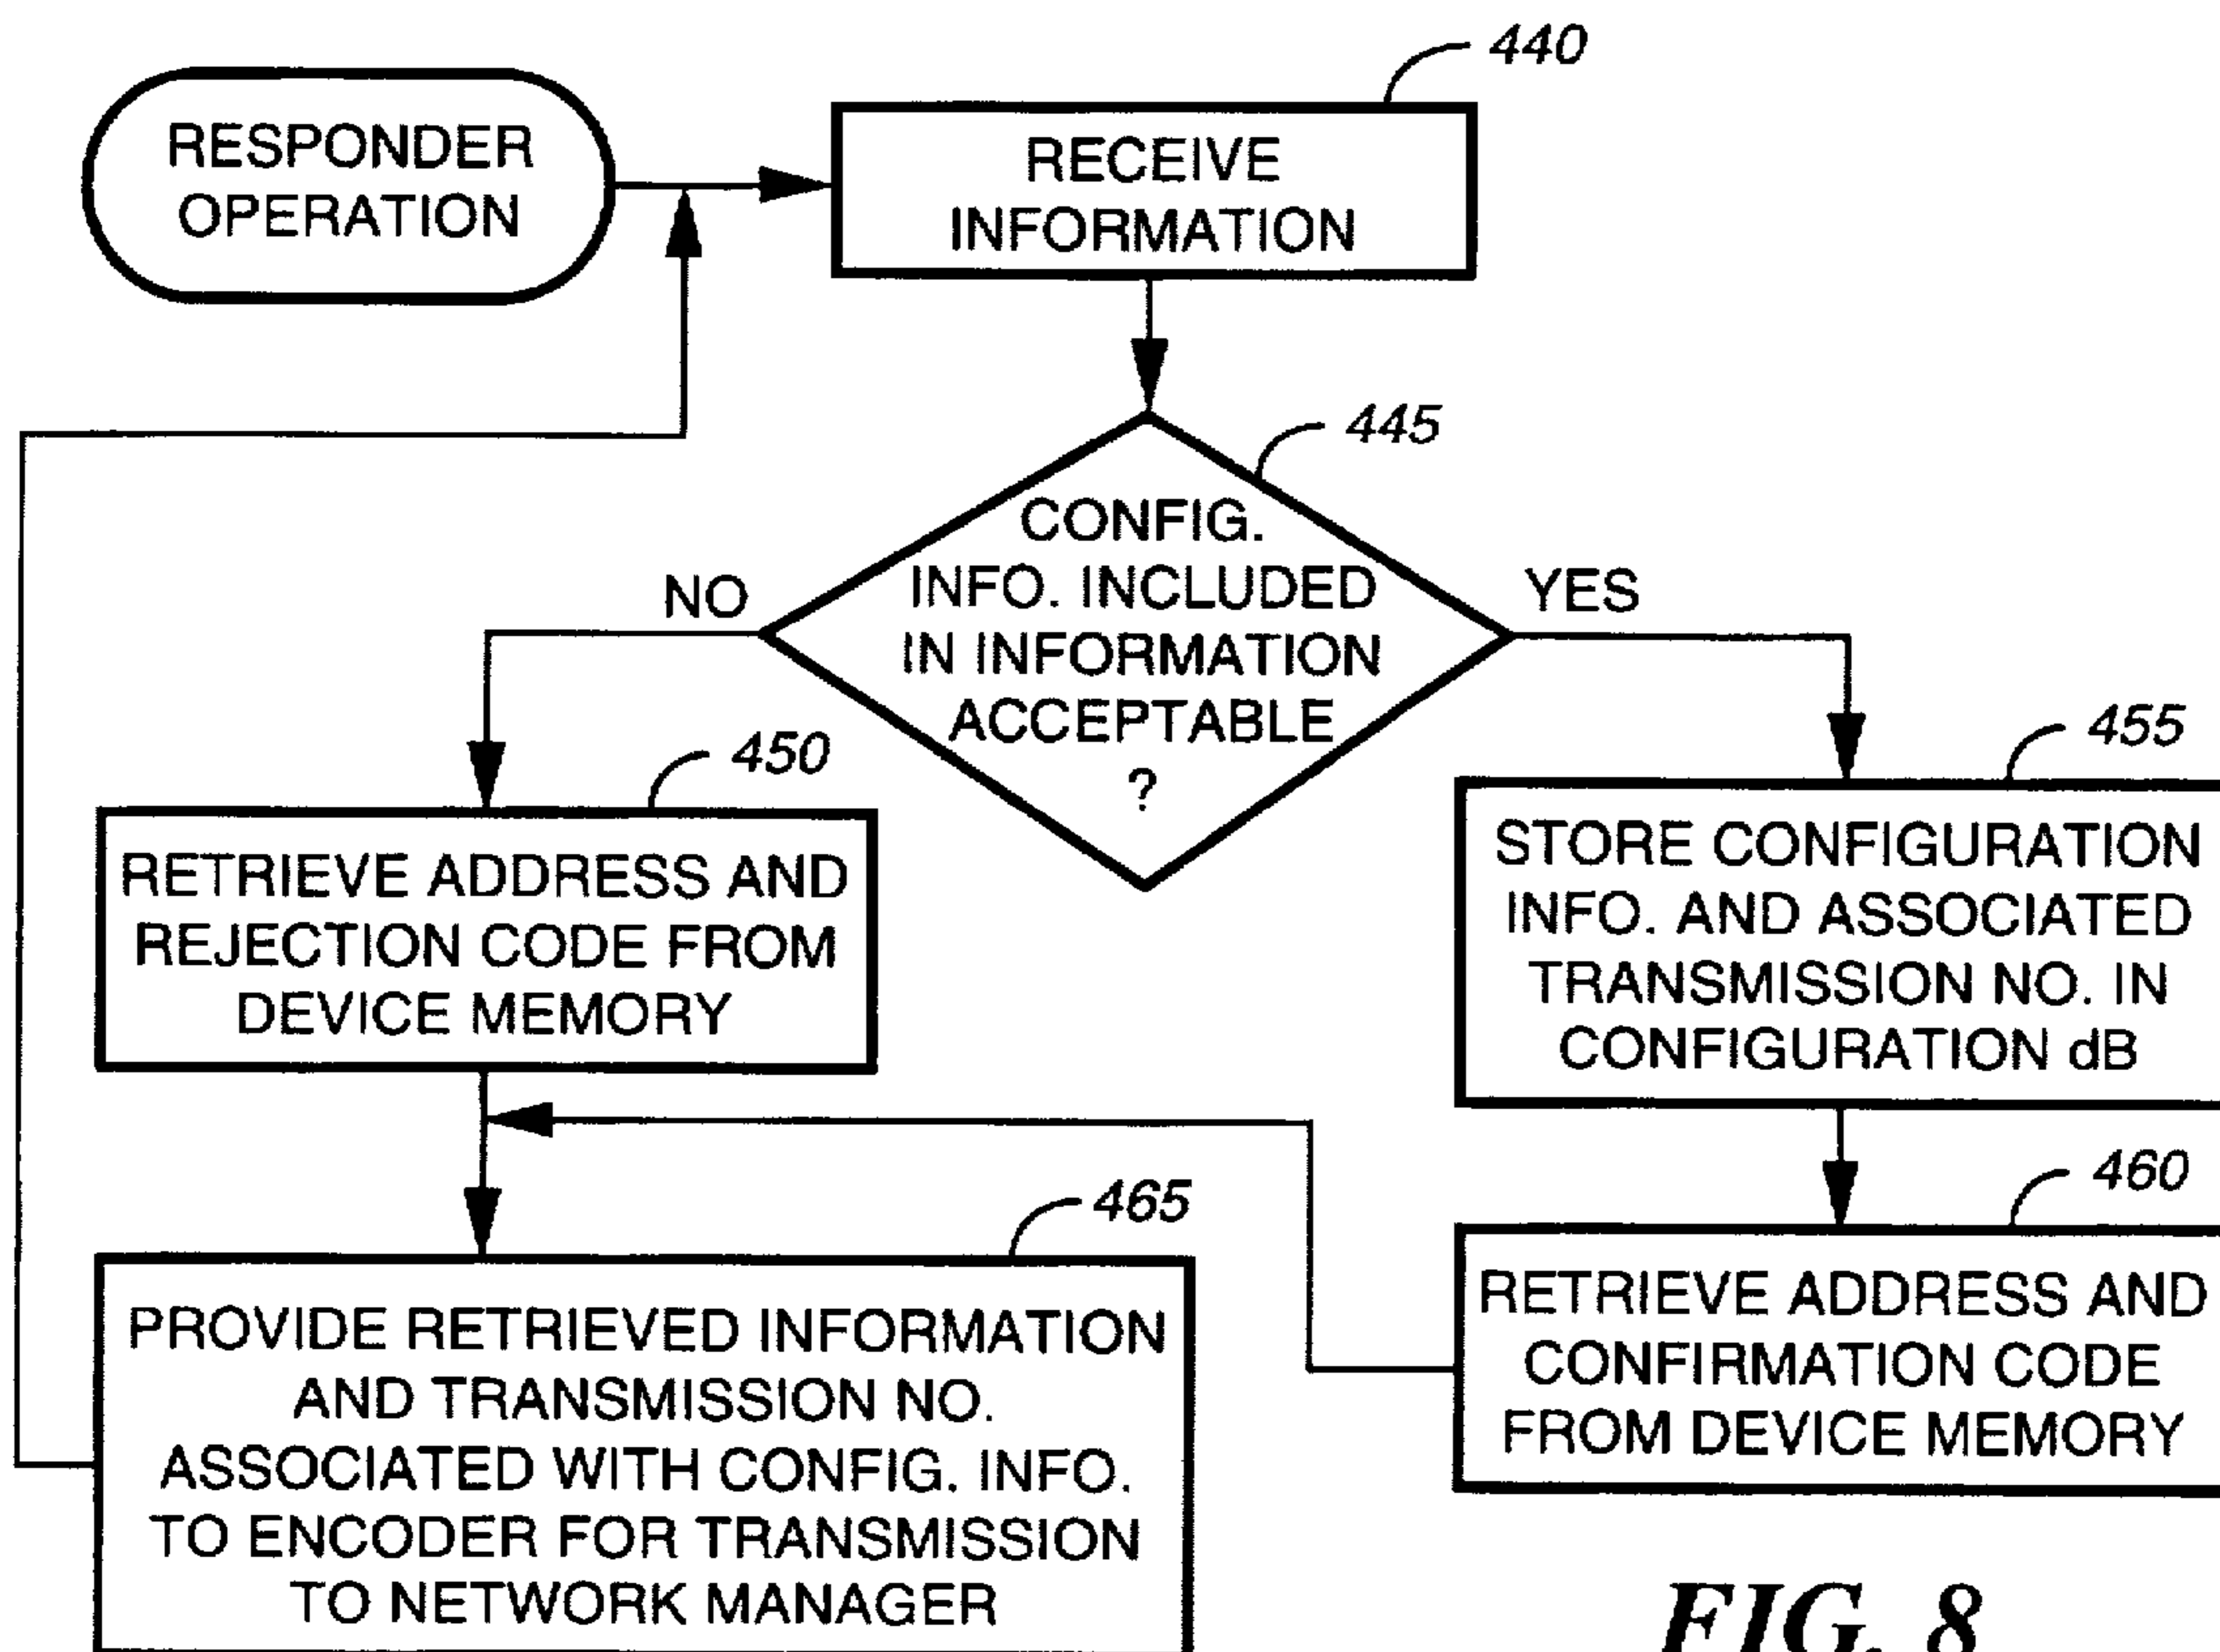 RESPONDER
OPERATION
440
RECEIVE
INFORMATION
445
CONFIG.
INFO. INCLUDED
IN INFORMATION
ACCEPTABLE
?
NO
YES
450
RETRIEVE ADDRESS AND
REJECTION CODE FROM
DEVICE MEMORY
455
STORE CONFIGURATION
INFO. AND ASSOCIATED
TRANSMISSION NO. IN
CONFIGURATION dB
460
RETRIEVE ADDRESS AND
CONFIRMATION CODE
FROM DEVICE MEMORY
465
PROVIDE RETRIEVED INFORMATION
AND TRANSMISSION NO.
ASSOCIATED WITH CONFIG. INFO.
TO ENCODER FOR TRANSMISSION
TO NETWORK MANAGER
FIG. 8